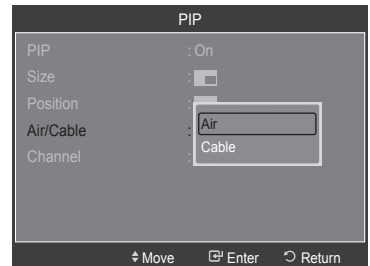 PIP
PIP : On
Size :
Position :
Air/Cable : Air
Cable
Channel :
Move Enter Return